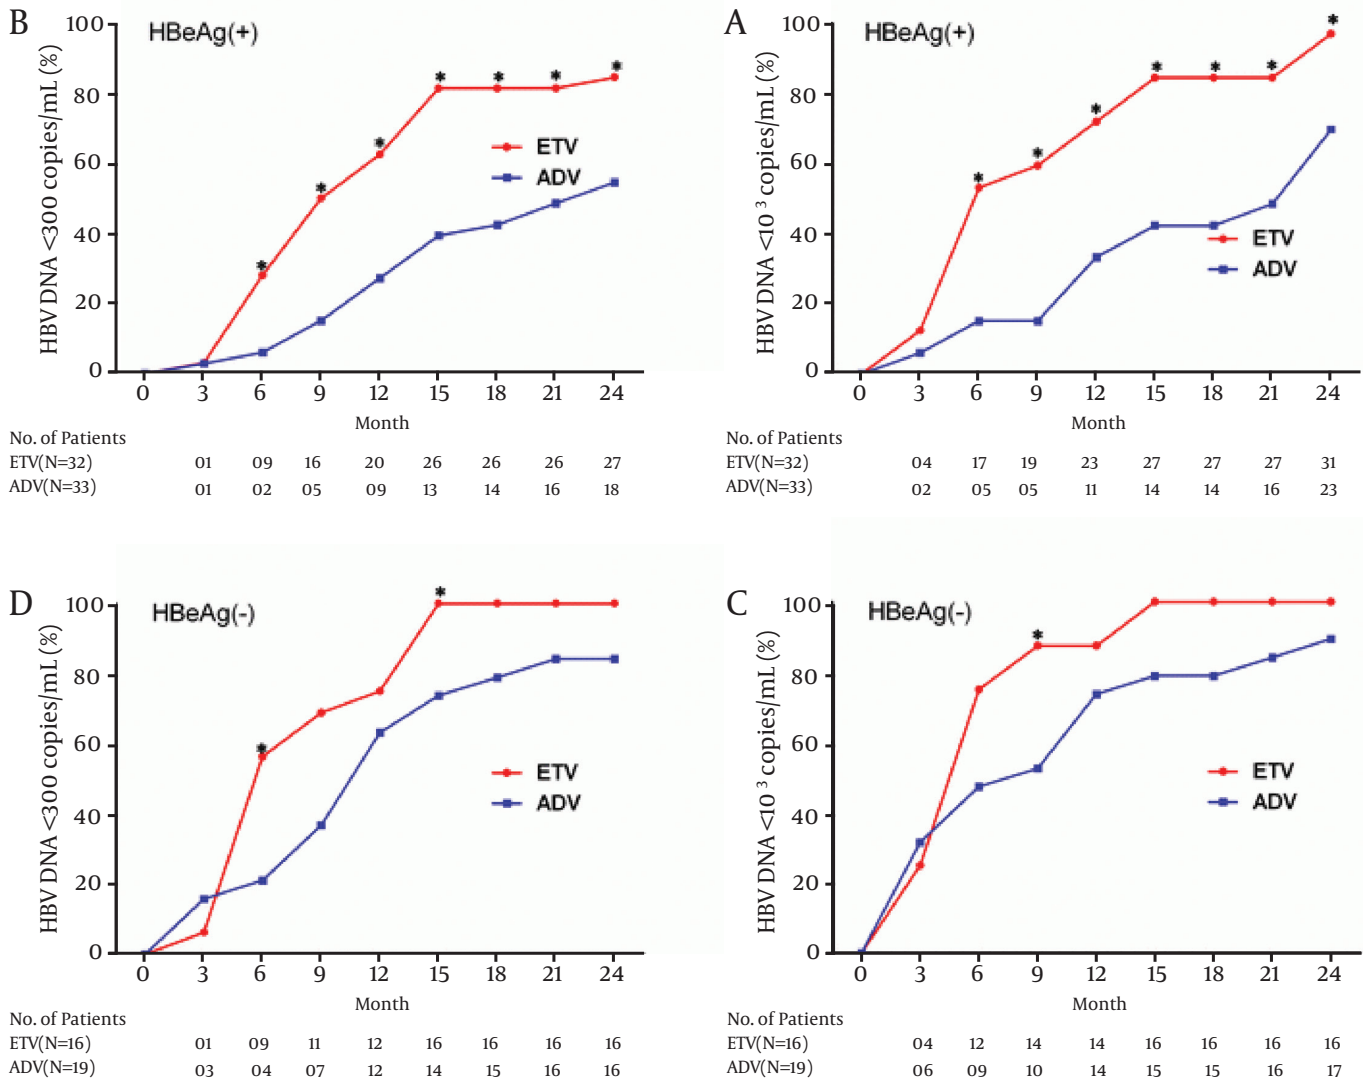 B
HBeAg(+)
HBV DNA <300 copies/mL (%)
100
80
60
40
20
0
* * * * * * *
ETV
ADV
0 3 6 9 12 15 18 21 24
Month
No. of Patients
ETV(N=32) 01 09 16 20 26 26 26 27
ADV(N=33) 01 02 05 09 13 14 16 18
A
HBeAg(+)
HBV DNA <10 3 copies/mL (%)
100
80
60
40
20
0
* * * * * * *
ETV
ADV
0 3 6 9 12 15 18 21 24
Month
No. of Patients
ETV(N=32) 04 17 19 23 27 27 27 31
ADV(N=33) 02 05 05 11 14 14 16 23
D
HBeAg(-)
HBV DNA <300 copies/mL (%)
100
80
60
40
20
0
* *
ETV
ADV
0 3 6 9 12 15 18 21 24
Month
No. of Patients
ETV(N=16) 01 09 11 12 16 16 16 16
ADV(N=19) 03 04 07 12 14 15 16 16
C
HBeAg(-)
HBV DNA <10 3 copies/mL (%)
100
80
60
40
20
0
*
ETV
ADV
0 3 6 9 12 15 18 21 24
Month
No. of Patients
ETV(N=16) 04 12 14 14 16 16 16 16
ADV(N=19) 06 09 10 14 15 15 16 17